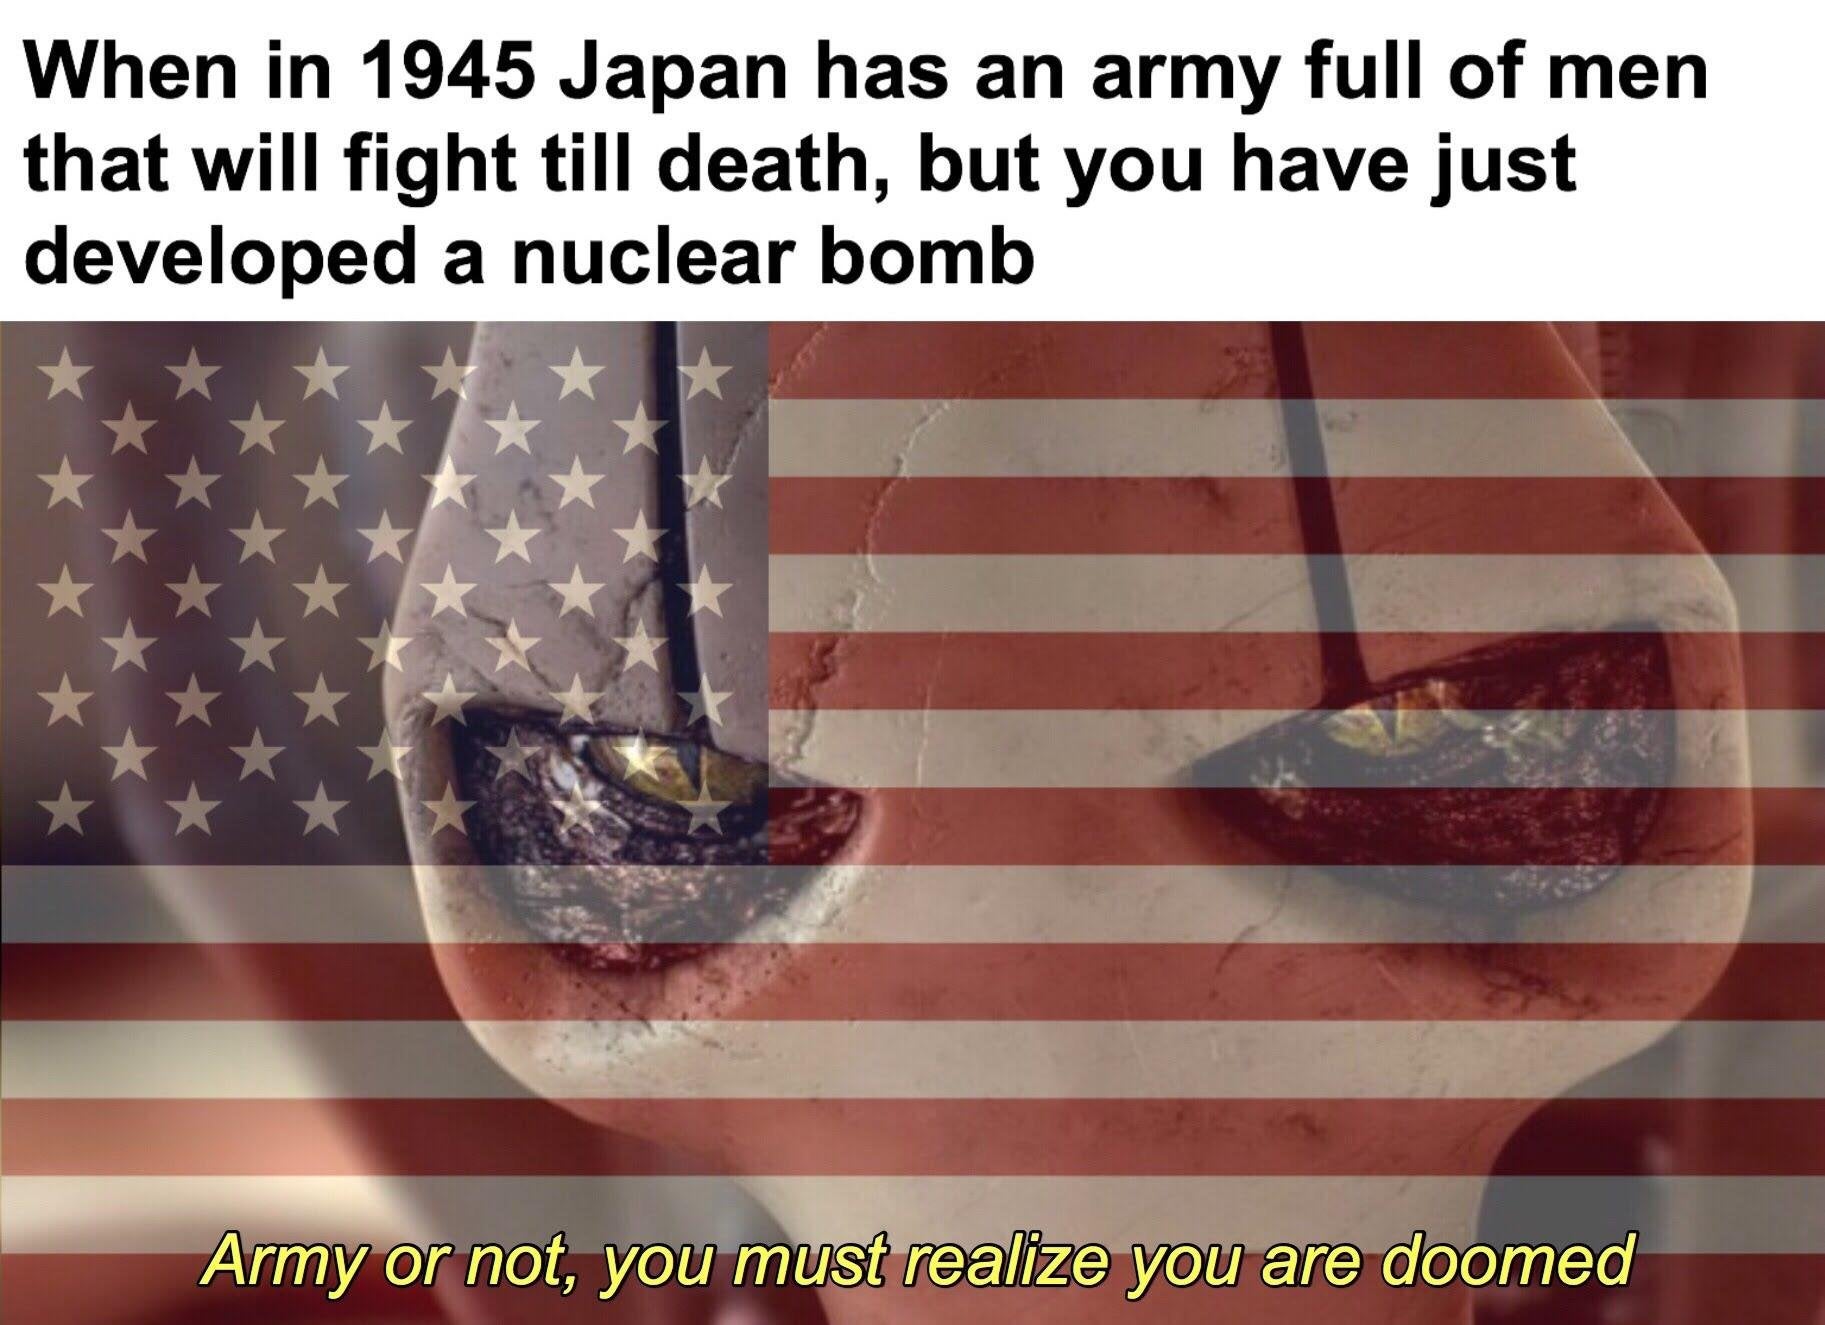 When in 1945 Japan has an army full of men
that will fight till death, but you have just
developed a nuclear bomb
Army or not, you must realize you are doomed